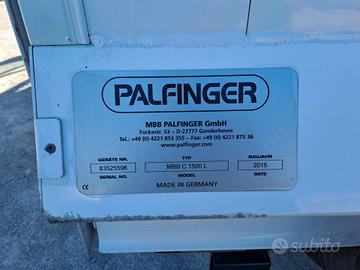 PALFINGER
MBB PALFINGER GmbH
Fockestr. 53 – D-27777 Ganderkesee
Tel.: +49 (0) 4221 853 355 – Fax: +49 (0) 4221 875 36
www.palfinger.com
GERÄTE NR. TYP BAUJAHR
83525596 MBB C 1500 L 2015
SERIAL NO. MODEL DATE
CE MADE IN GERMANY
subito